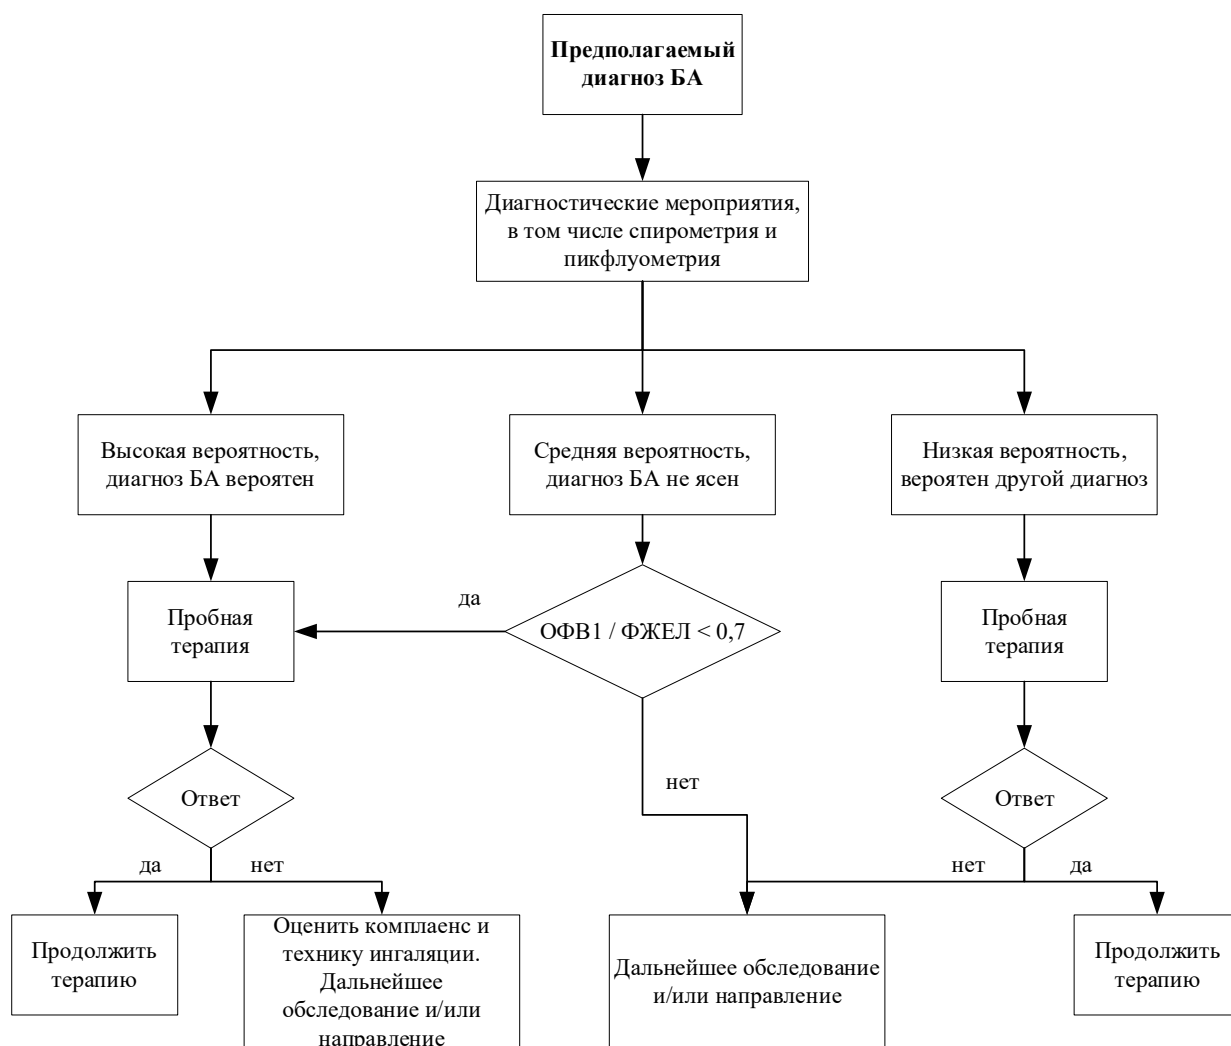 Предполагаемый
диагноз БА
Диагностические мероприятия,
в том числе спирометрия и
пикфлуометрия
Высокая вероятность,
диагноз БА вероятен
Средняя вероятность,
диагноз БА не ясен
Низкая вероятность,
вероятен другой диагноз
Пробная
терапия
да
ОФВ1 / ФЖЕЛ < 0,7
Пробная
терапия
Ответ
нет
Ответ
да
нет
нет
да
Продолжить
терапию
Оценить комплаенс и
технику ингаляции.
Дальнейшее
обследование и/или
направление
Дальнейшее обследование
и/или направление
Продолжить
терапию